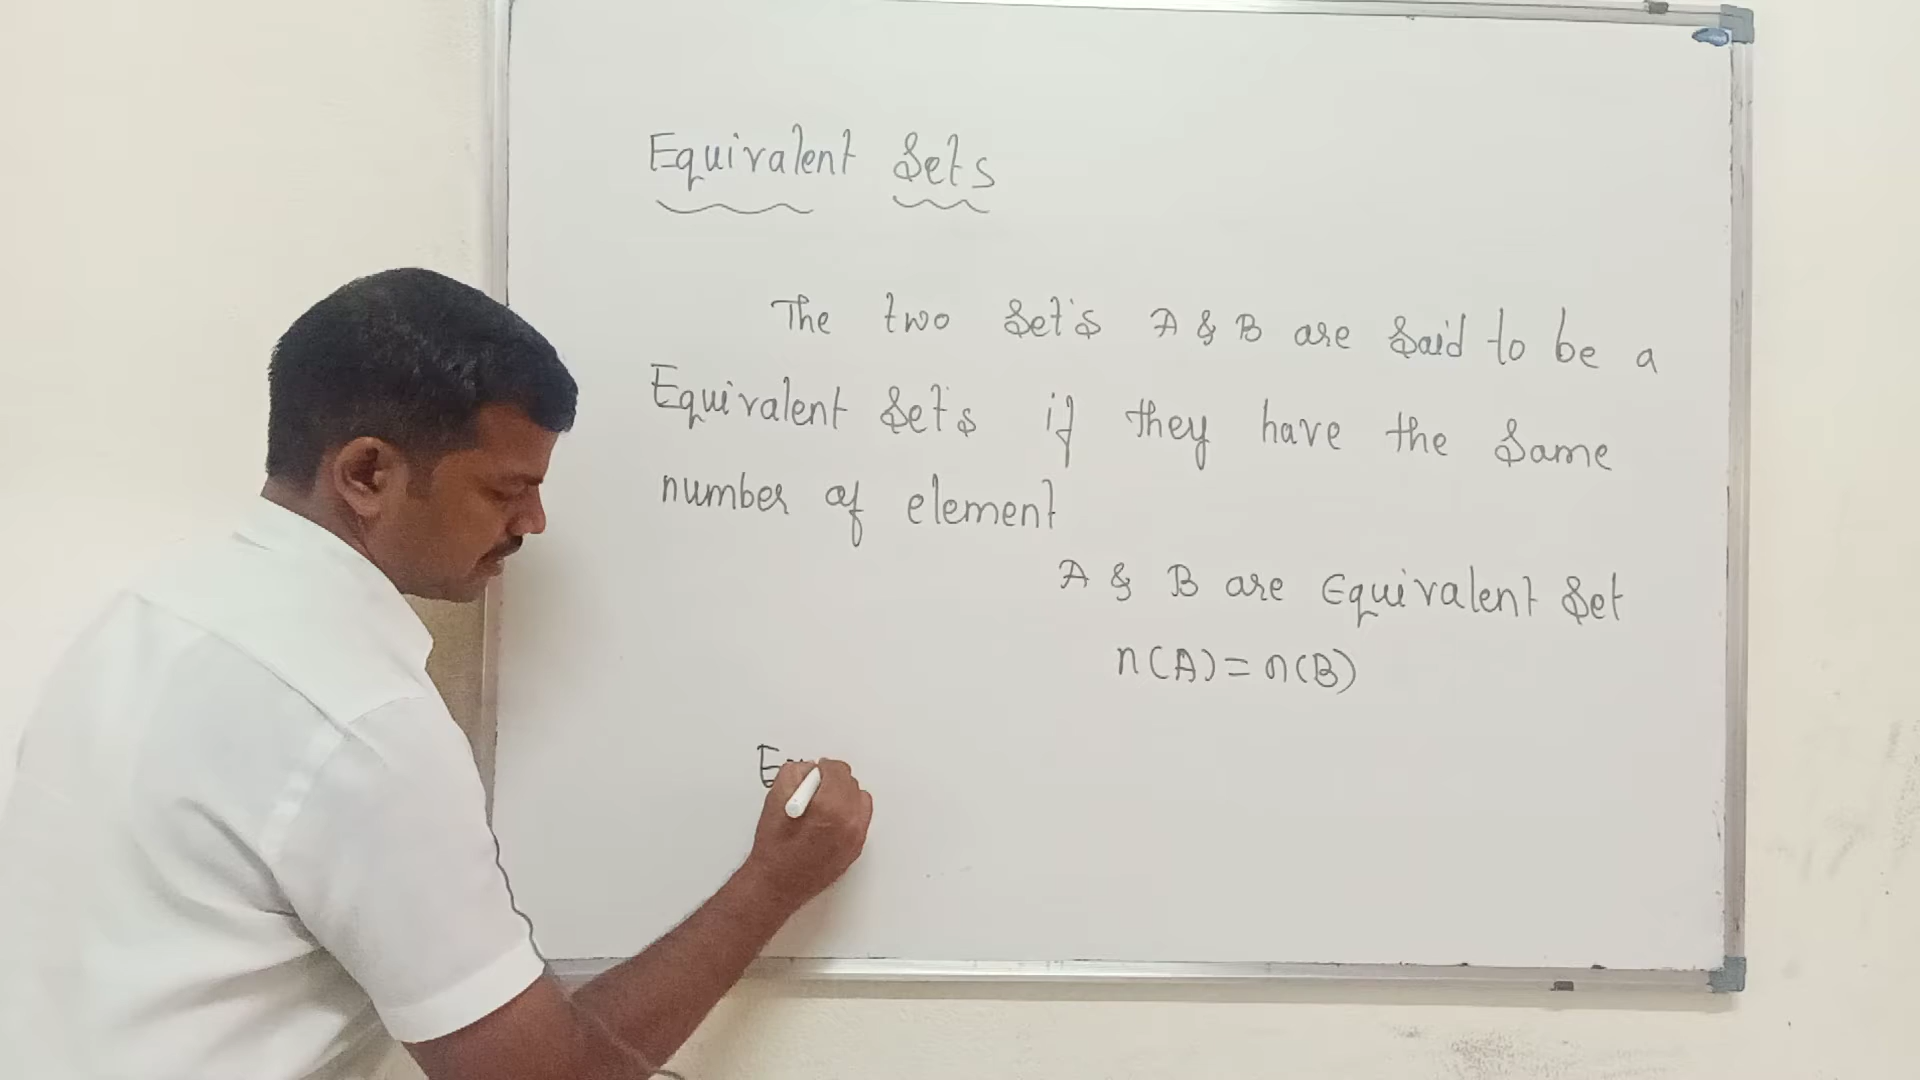 Equivalent Sets
The two Set's A & B are Said to be a
Equivalent Set's if they have the Same
number of element
A & B are Equivalent Set
n(A) = n(B)